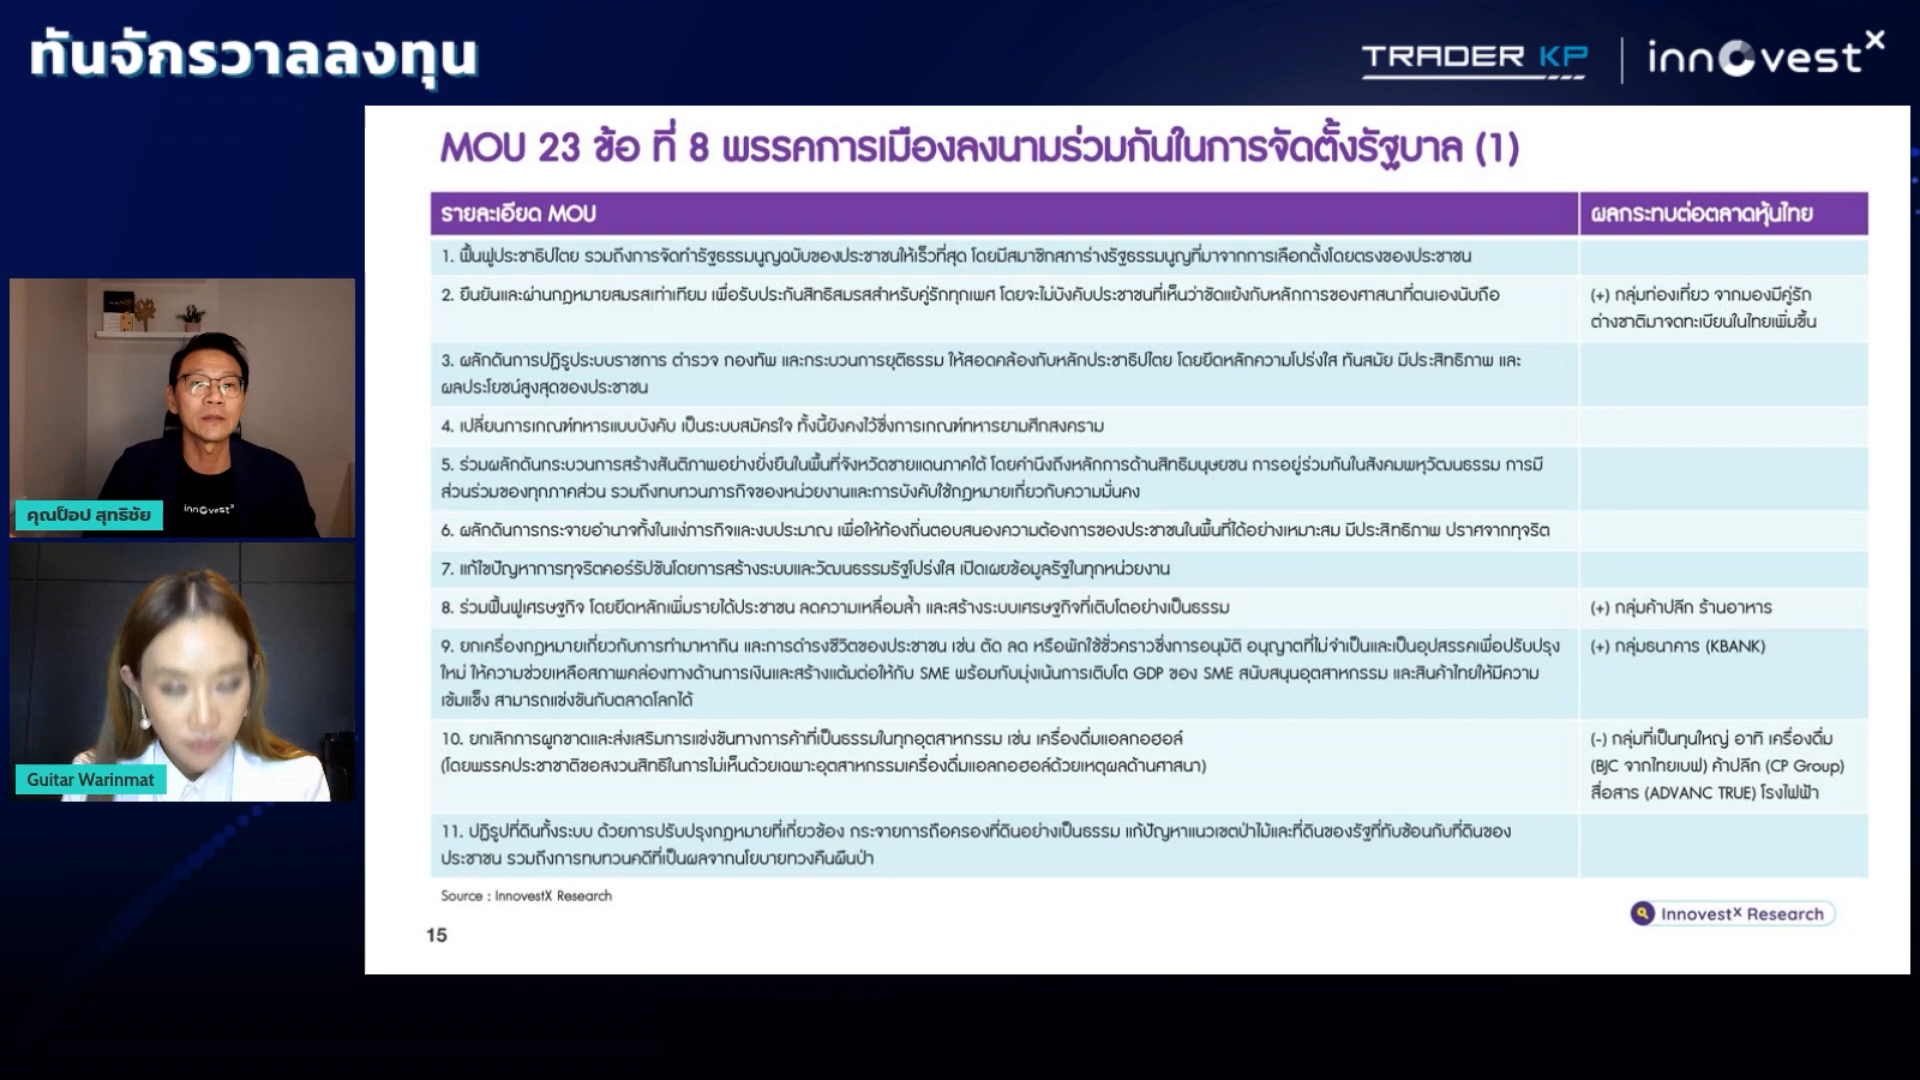 ทันจักรวาลลงทุน
TRADER KP
innovestX
MOU 23 ข้อ ที่ 8 พรรคการเมืองลงนามร่วมกันในการจัดตั้งรัฐบาล (1)
รายละเอียด MOU
ผลกระทบต่อตลาดหุ้นไทย
1. ฟื้นฟูประชาธิปไตย รวมถึงการจัดทำรัฐธรรมนูญฉบับของประชาชนให้เร็วที่สุด โดยมีสมาชิกสภาร่างรัฐธรรมนูญที่มาจากการเลือกตั้งโดยตรงของประชาชน
2. ยืนยันและผ่านกฎหมายสมรสเท่าเทียม เพื่อรับประกันสิทธิสมรสสำหรับคู่รักทุกเพศ โดยจะไม่บังคับประชาชนที่เห็นว่าขัดแย้งกับหลักการของศาสนาที่ตนเองนับถือ
(+) กลุ่มท่องเที่ยว จากมองมีคู่รัก
ต่างชาติมาจดทะเบียนในไทยเพิ่มขึ้น
3. ผลักดันการปฏิรูประบบราชการ ตำรวจ กองทัพ และกระบวนการยุติธรรม ให้สอดคล้องกับหลักประชาธิปไตย โดยยึดหลักความโปร่งใส ทันสมัย มีประสิทธิภาพ และ
ผลประโยชน์สูงสุดของประชาชน
4. เปลี่ยนการเกณฑ์ทหารแบบบังคับ เป็นระบบสมัครใจ ทั้งนี้ยังคงไว้ซึ่งการเกณฑ์ทหารยามศึกสงคราม
5. ร่วมผลักดันกระบวนการสร้างสันติภาพอย่างยั่งยืนในพื้นที่จังหวัดชายแดนภาคใต้ โดยคำนึงถึงหลักการด้านสิทธิมนุษยชน การอยู่ร่วมกันในสังคมพหุวัฒนธรรม การมี
ส่วนร่วมของทุกภาคส่วน รวมถึงทบทวนภารกิจของหน่วยงานและการบังคับใช้กฎหมายเกี่ยวกับความมั่นคง
6. ผลักดันการกระจายอำนาจทั้งในแง่ภารกิจและงบประมาณ เพื่อให้ท้องถิ่นตอบสนองความต้องการของประชาชนในพื้นที่ได้อย่างเหมาะสม มีประสิทธิภาพ ปราศจากทุจริต
7. แก้ไขปัญหาการทุจริตคอร์รัปชันโดยการสร้างระบบและวัฒนธรรมรัฐโปร่งใส เปิดเผยข้อมูลรัฐในทุกหน่วยงาน
8. ร่วมฟื้นฟูเศรษฐกิจ โดยยึดหลักเพิ่มรายได้ประชาชน ลดความเหลื่อมล้ำ และสร้างระบบเศรษฐกิจที่เติบโตอย่างเป็นธรรม
(+) กลุ่มค้าปลีก ร้านอาหาร
9. ยกเครื่องกฎหมายเกี่ยวกับการทำมาหากิน และการดำรงชีวิตของประชาชน เช่น ตัด ลด หรือพักใช้ชั่วคราวซึ่งการอนุมัติ อนุญาตที่ไม่จำเป็นและเป็นอุปสรรคเพื่อปรับปรุง
ใหม่ ให้ความช่วยเหลือสภาพคล่องทางด้านการเงินและสร้างแต้มต่อให้กับ SME พร้อมกับมุ่งเน้นการเติบโต GDP ของ SME สนับสนุนอุตสาหกรรม และสินค้าไทยให้มีความ
เข้มแข็ง สามารถแข่งขันกับตลาดโลกได้
(+) กลุ่มธนาคาร (KBANK)
10. ยกเลิกการผูกขาดและส่งเสริมการแข่งขันทางการค้าที่เป็นธรรมในทุกอุตสาหกรรม เช่น เครื่องดื่มแอลกอฮอล์
(โดยพรรคประชาชาติขอสงวนสิทธิในการไม่เห็นด้วยเฉพาะอุตสาหกรรมเครื่องดื่มแอลกอฮอล์ด้วยเหตุผลด้านศาสนา)
(-) กลุ่มที่เป็นทุนใหญ่ อาทิ เครื่องดื่ม
(BJC จากไทยเบฟ) ค้าปลีก (CP Group)
สื่อสาร (ADVANC TRUE) โรงไฟฟ้า
11. ปฏิรูปที่ดินทั้งระบบ ด้วยการปรับปรุงกฎหมายที่เกี่ยวข้อง กระจายการถือครองที่ดินอย่างเป็นธรรม แก้ปัญหาแนวเขตป่าไม้และที่ดินของรัฐที่ทับซ้อนกับที่ดินของ
ประชาชน รวมถึงการทบทวนคดีที่เป็นผลจากนโยบายทวงคืนผืนป่า
Source : InnovestX Research
InnovestX Research
15
innovestX
คุณป๊อป สุทธิชัย
Guitar Warinmat